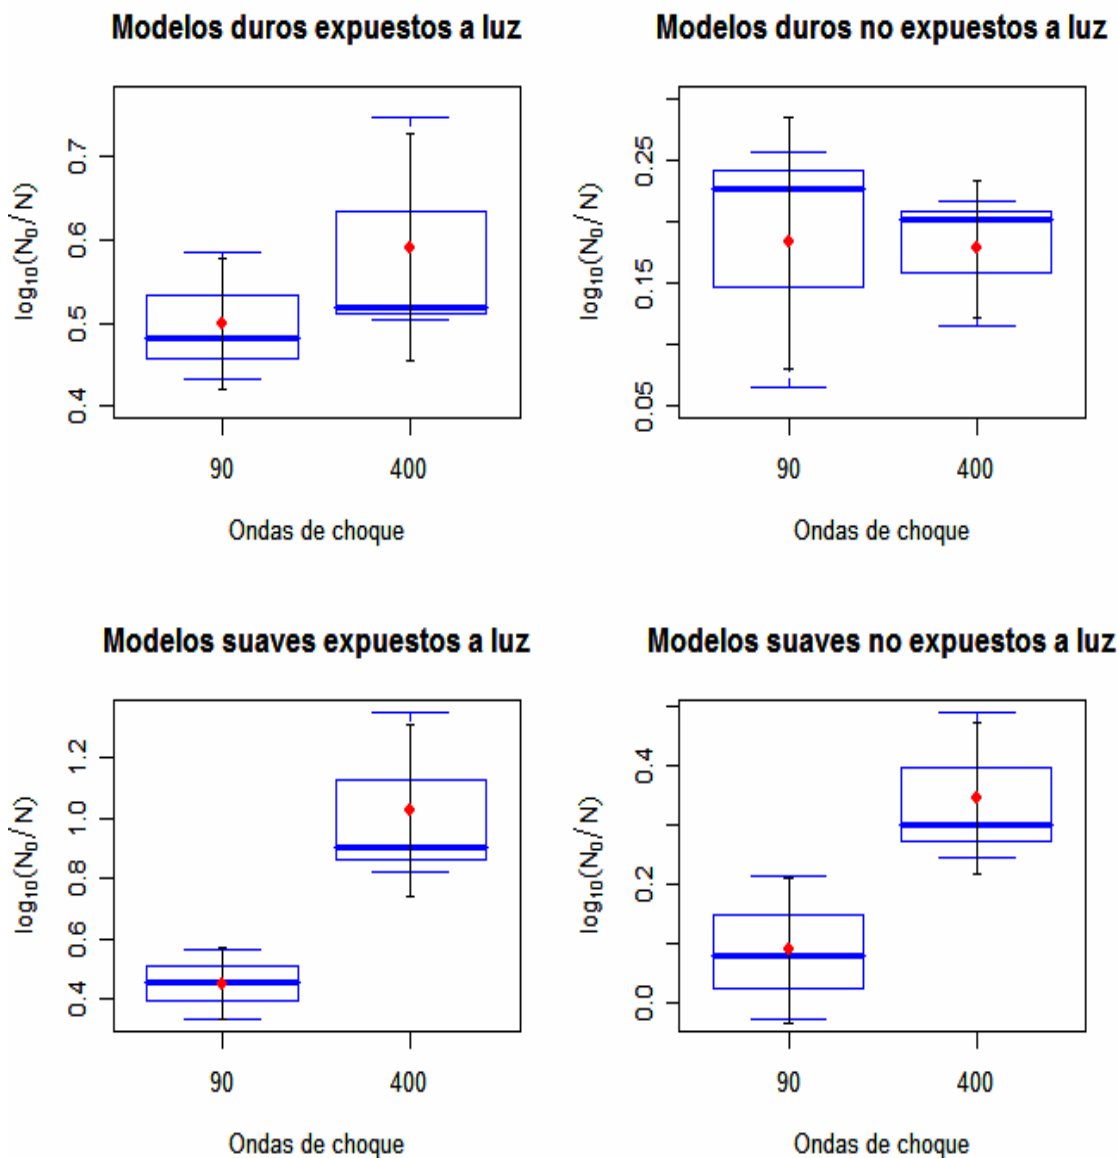 Modelos duros expuestos a luz
log₁₀(N₀/N)
0.7
0.6
0.5
0.4
90 400
Ondas de choque
Modelos duros no expuestos a luz
log₁₀(N₀/N)
0.25
0.15
0.05
90 400
Ondas de choque
Modelos suaves expuestos a luz
log₁₀(N₀/N)
1.2
1.0
0.8
0.6
0.4
90 400
Ondas de choque
Modelos suaves no expuestos a luz
log₁₀(N₀/N)
0.4
0.2
0.0
90 400
Ondas de choque